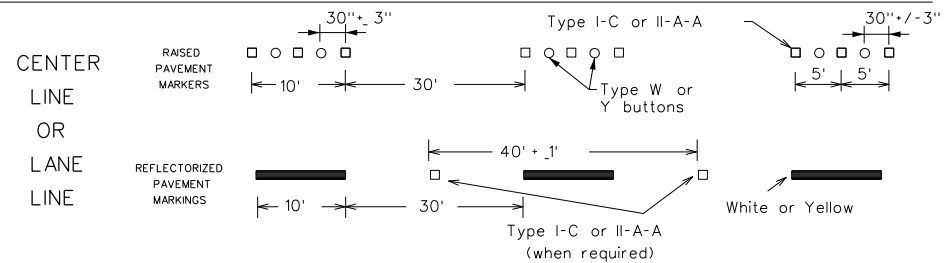 CENTER
LINE
OR
LANE
LINE
RAISED
PAVEMENT
MARKERS
30"+_ 3"
10'
30'
Type I-C or II-A-A
Type W or
Y buttons
30"+/-3"
5'
5'
REFLECTORIZED
PAVEMENT
MARKINGS
10'
30'
40' + _1'
Type I-C or II-A-A
(when required)
White or Yellow